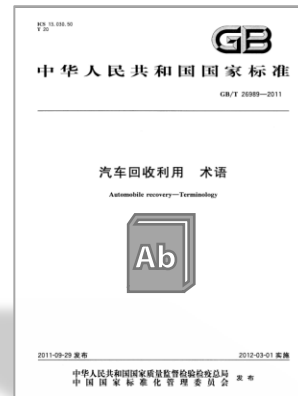 ICS 13.030.50
T 20
GB
中华人民共和国国家标准
GB/T 26989—2011
汽车回收利用 术语
Automobile recovery—Terminology
Ab
2011-09-29 发布
2012-03-01 实施
中华人民共和国国家质量监督检验检疫总局
中国国家标准化管理委员会
发布